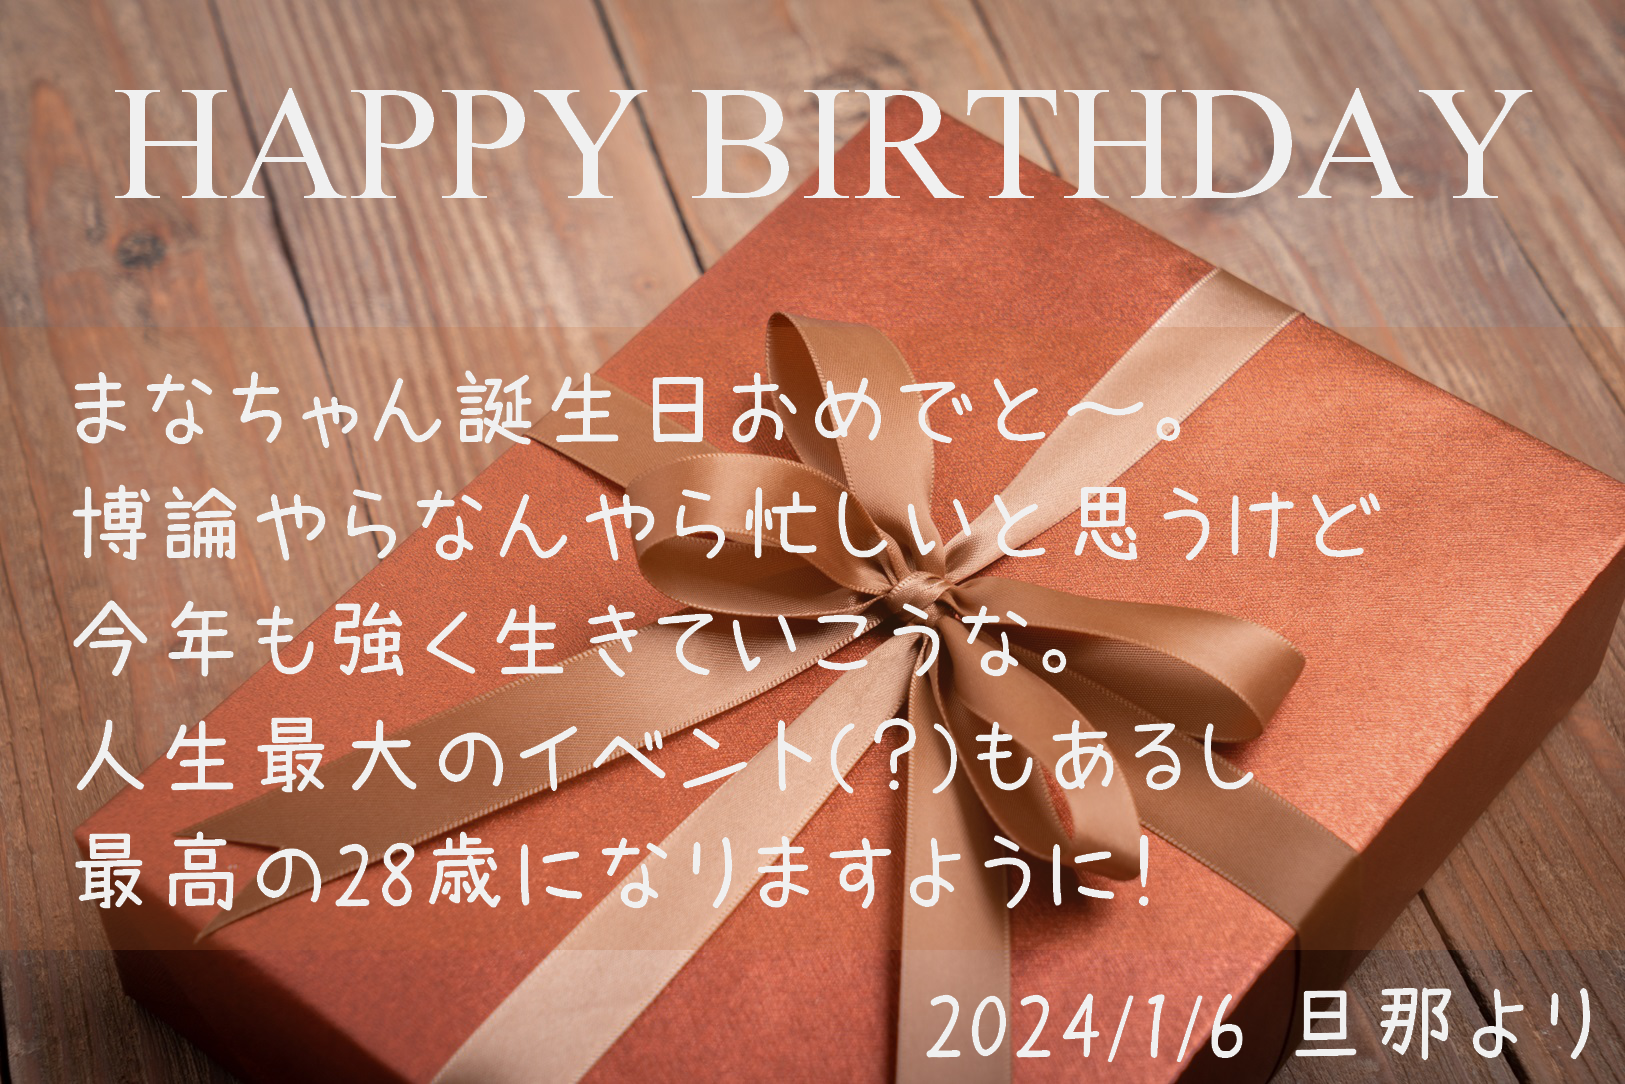 HAPPY BIRTHDAY
まなちゃん誕生日おめでと〜。
博論やらなんやら忙しいと思うけど
今年も強く生きていこうな。
人生最大のイベント(?)もあるし
最高の28歳になりますように!
2024/1/6 旦那より